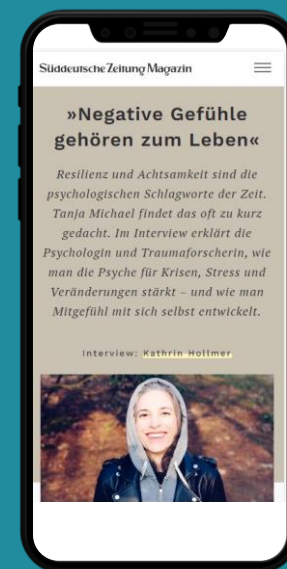 Süddeutsche Zeitung Magazin
»Negative Gefühle
gehören zum Leben«
Resilienz und Achtsamkeit sind die
psychologischen Schlagworte der Zeit.
Tanja Michael findet das oft zu kurz
gedacht. Im Interview erklärt die
Psychologin und Traumaforscherin, wie
man die Psyche für Krisen, Stress und
Veränderungen stärkt – und wie man
Mitgefühl mit sich selbst entwickelt.
Interview: Kathrin Hollmer